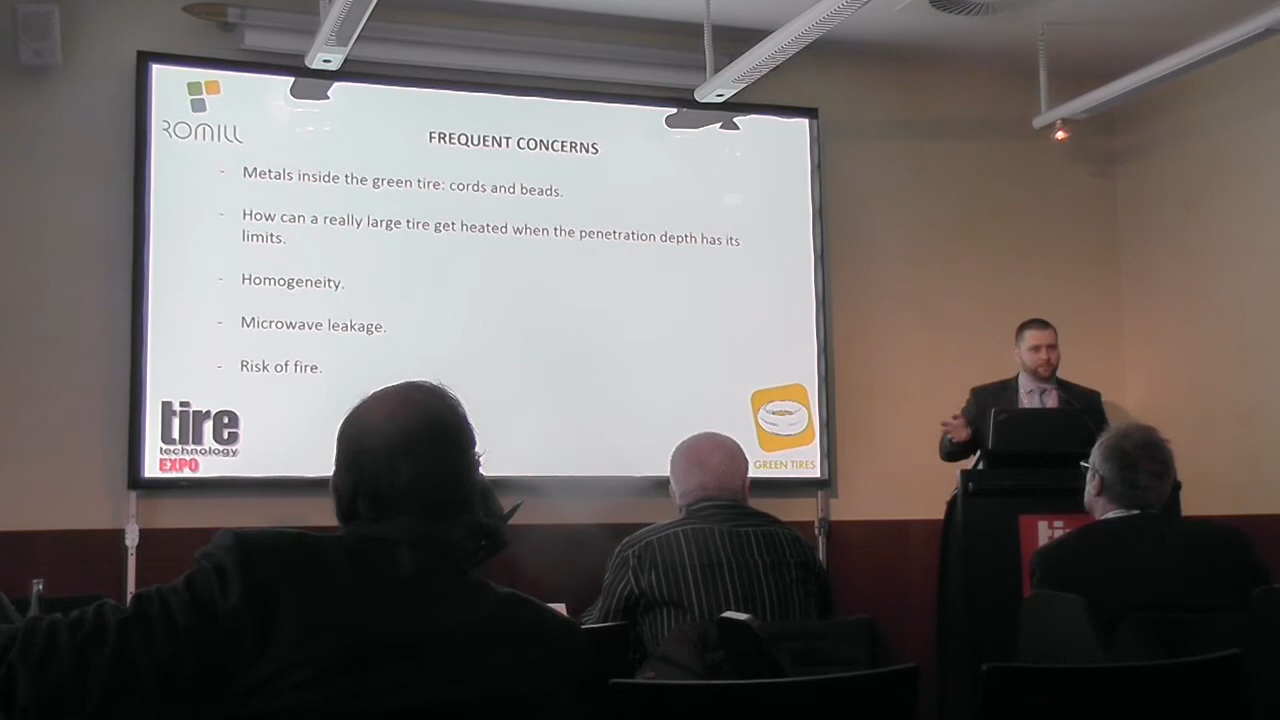 ROMILL
FREQUENT CONCERNS
- Metals inside the green tire: cords and beads.
- How can a really large tire get heated when the penetration depth has its
limits.
- Homogeneity.
- Microwave leakage.
- Risk of fire.
tire
technology
EXPO
GREEN TIRES